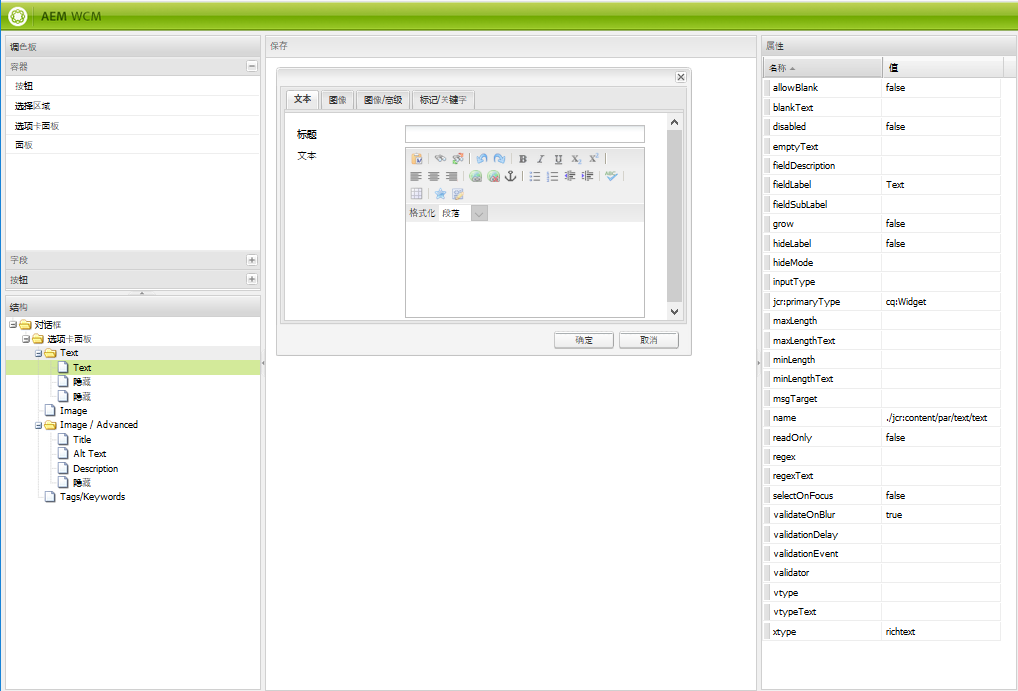 AEM WCM
调色板
容器
按钮
选择区域
选项卡面板
面板
字段
按钮
结构
对话框
选项卡面板
Text
Text
隐藏
隐藏
Image
Image / Advanced
Title
Alt Text
Description
隐藏
Tags/Keywords
保存
文本 图像 图像/高级 标记/关键字
标题
文本
B I U X₂ X²
格式化 段落
确定 取消
属性
名称 值
allowBlank false
blankText
disabled false
emptyText
fieldDescription
fieldLabel Text
fieldSubLabel
grow false
hideLabel false
hideMode
inputType
jcr:primaryType cq:Widget
maxLength
maxLengthText
minLength
minLengthText
msgTarget
name ./jcr:content/par/text/text
readOnly false
regex
regexText
selectOnFocus false
validateOnBlur true
validationDelay
validationEvent
validator
vtype
vtypeText
xtype richtext